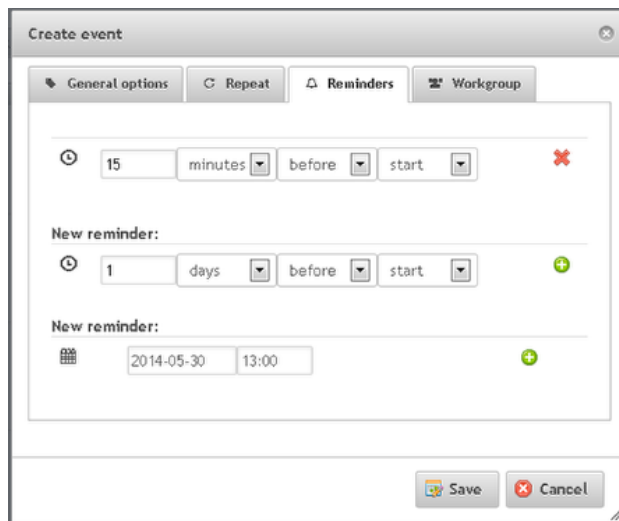 Create event
General options Repeat Reminders Workgroup
15 minutes before start
New reminder:
1 days before start
New reminder:
2014-05-30 13:00
Save Cancel